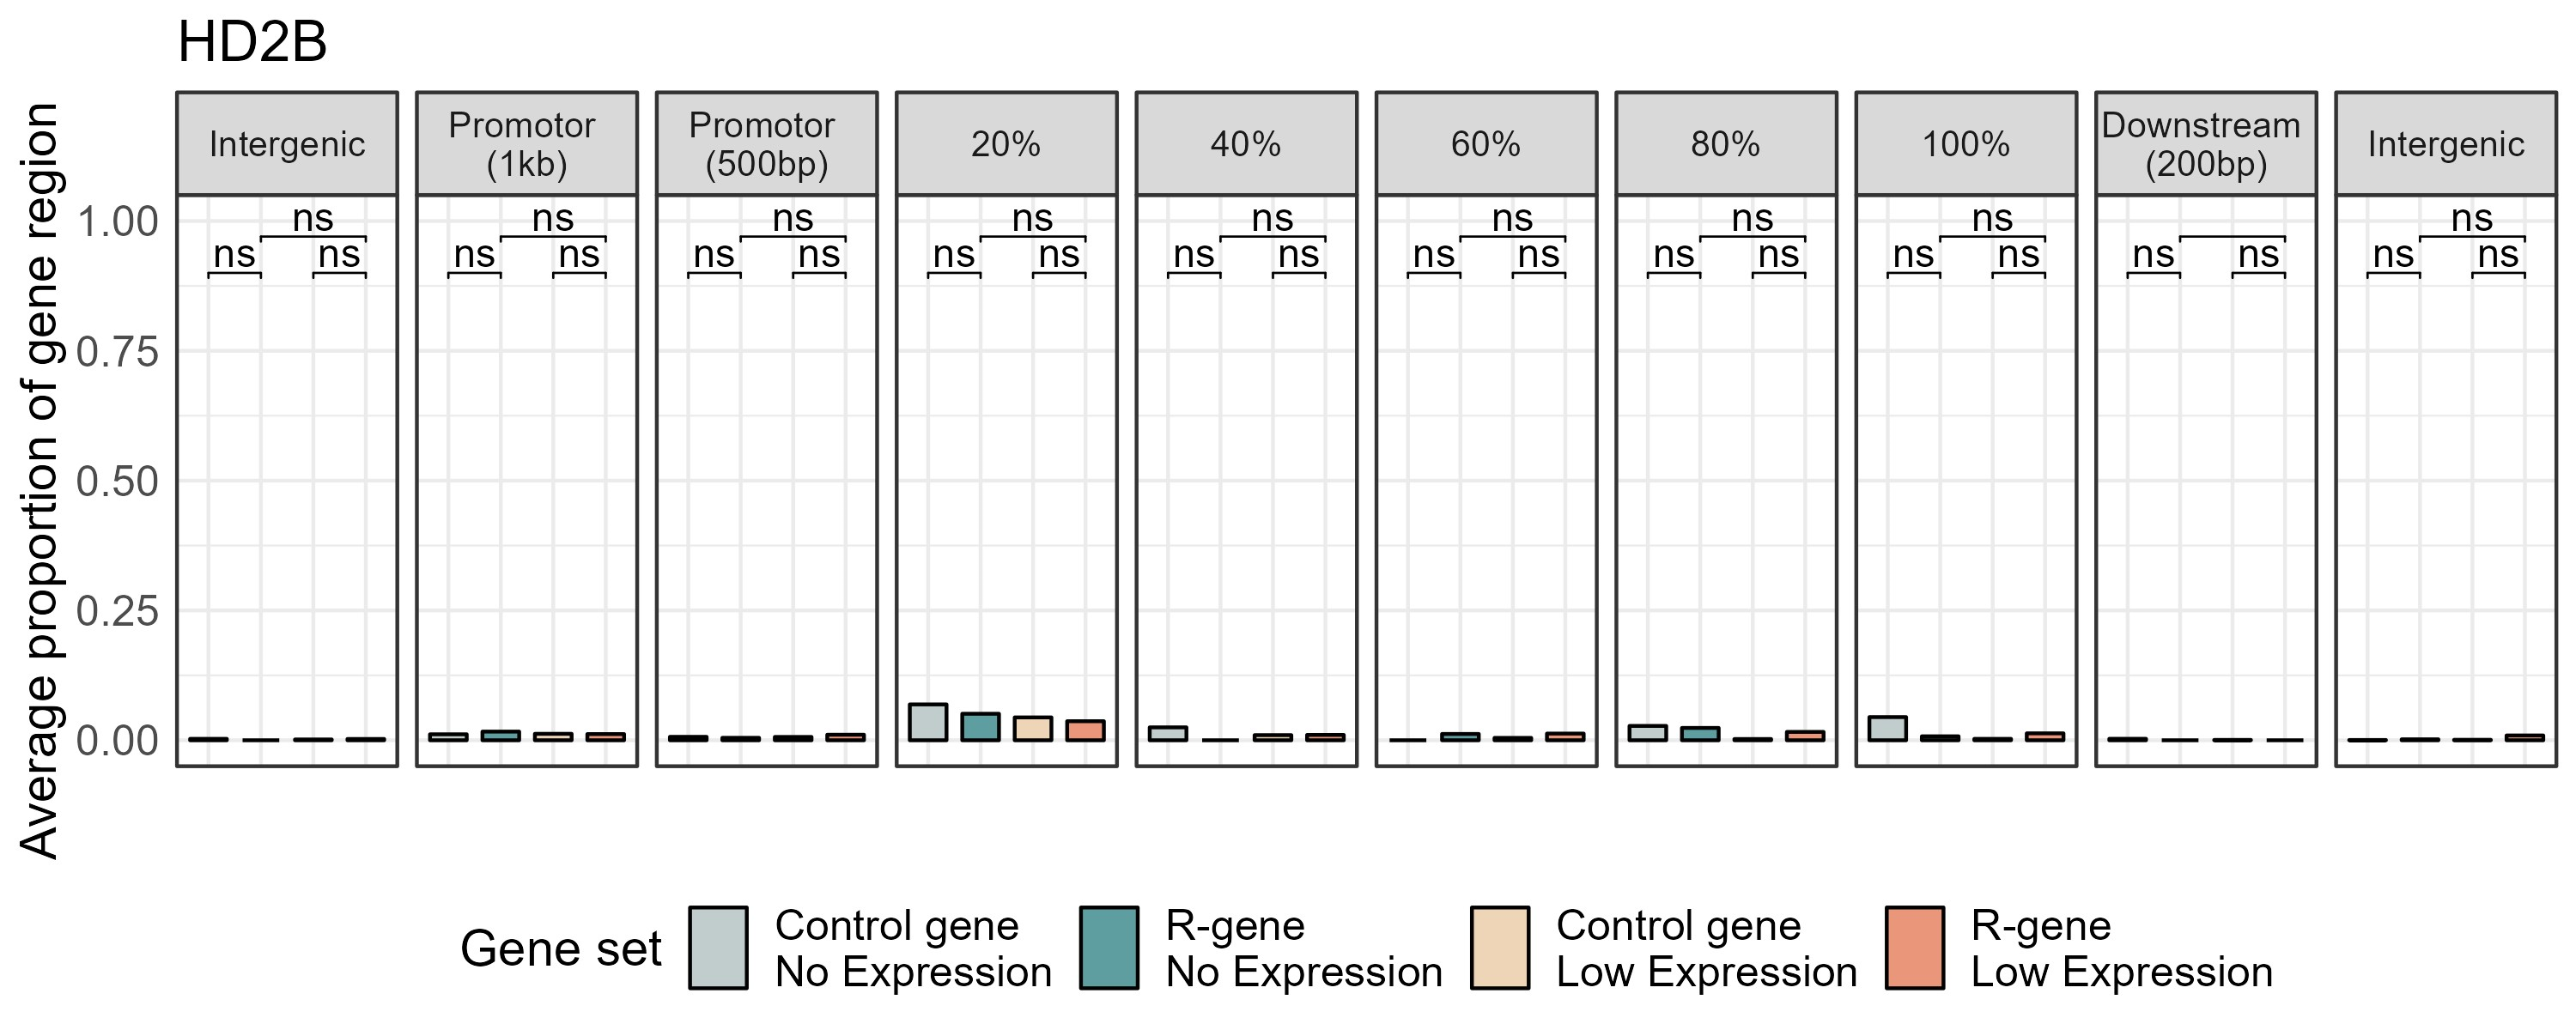 HD2B
Intergenic
Promotor
(1kb)
Promotor
(500bp)
20%
40%
60%
80%
100%
Downstream
(200bp)
Intergenic
Average proportion of gene region
1.00
0.75
0.50
0.25
0.00
ns
ns ns
ns
ns ns
ns
ns ns
ns
ns ns
ns
ns ns
ns
ns ns
ns
ns ns
ns
ns ns
ns ns
ns
ns ns
Gene set
Control gene
No Expression
R-gene
No Expression
Control gene
Low Expression
R-gene
Low Expression